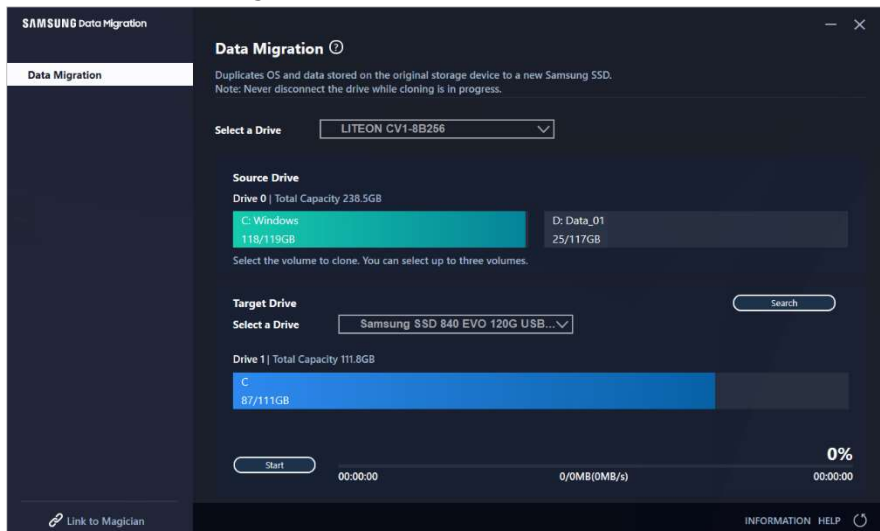 SAMSUNG Data Migration
Data Migration
Data Migration ?
Duplicates OS and data stored on the original storage device to a new Samsung SSD.
Note: Never disconnect the drive while cloning is in progress.
Select a Drive LITEON CV1-8B256
Source Drive
Drive 0 | Total Capacity 238.5GB
C: Windows D: Data_01
118/119GB 25/117GB
Select the volume to clone. You can select up to three volumes.
Target Drive Search
Select a Drive Samsung SSD 840 EVO 120G USB...
Drive 1 | Total Capacity 111.8GB
C
87/111GB
0%
Start 00:00:00 0/0MB(0MB/s) 00:00:00
Link to Magician INFORMATION HELP